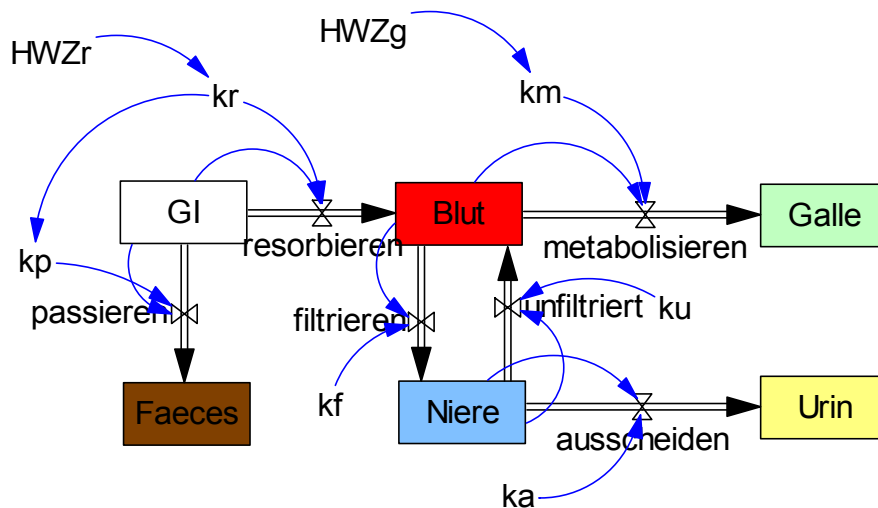 HWZr
HWZg
kr
km
GI
Blut
Galle
resorbieren
metabolisieren
kp
passieren
filtrieren
unfiltriert
ku
Faeces
kf
Niere
Urin
ausscheiden
ka